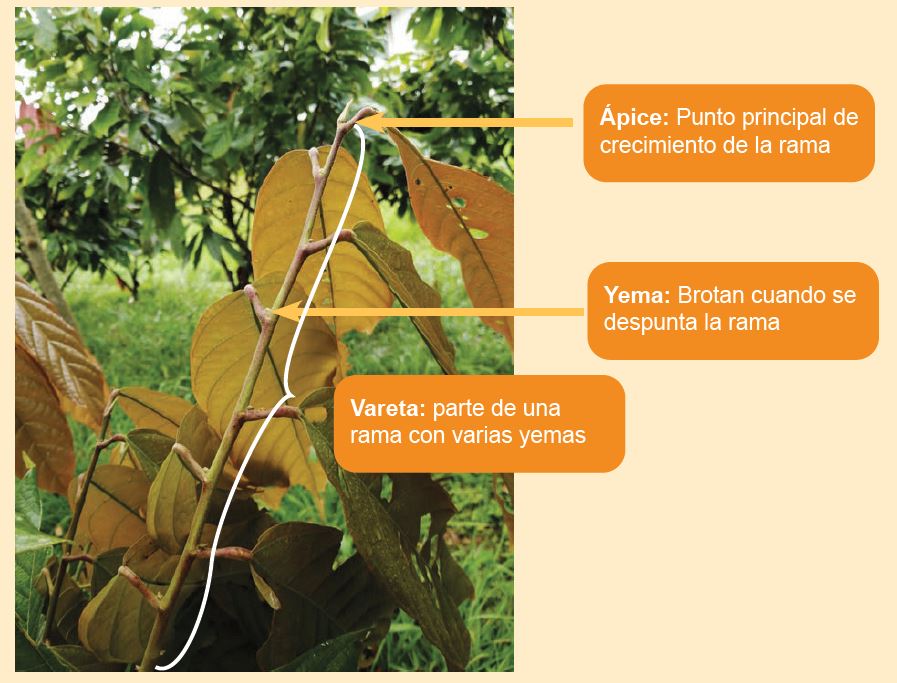 Ápice: Punto principal de
crecimiento de la rama
Yema: Brotan cuando se
despunta la rama
Vareta: parte de una
rama con varias yemas